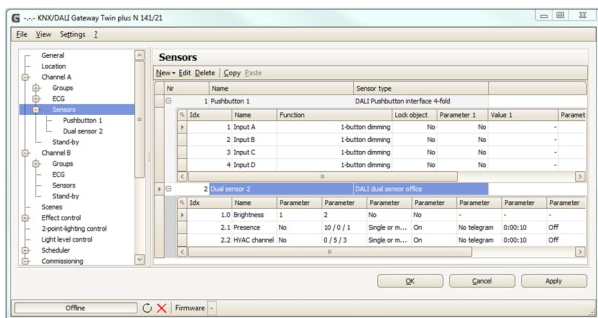 G -.-.- KNX/DALI Gateway Twin plus N 141/21
File View Settings ?
General
Location
Channel A
Groups
ECG
Sensors
Pushbutton 1
Dual sensor 2
Stand-by
Channel B
Groups
ECG
Sensors
Stand-by
Scenes
Effect control
2-point-lighting control
Light level control
Scheduler
Commissioning
Sensors
New Edit Delete Copy Paste
Nr Name Sensor type
1 Pushbutton 1 DALI Pushbutton interface 4-fold
Idx Name Function Lock object Parameter 1 Value 1 Paramet
1 Input A 1-button dimming No No -
2 Input B 1-button dimming No No -
3 Input C 1-button dimming No No -
4 Input D 1-button dimming No No -
2 Dual sensor 2 DALI dual sensor office
Idx Name Parameter Parameter Parameter Parameter Parameter Parameter Parameter
1.0 Brightness 1 2 No No - - -
2.1 Presence No 10 / 0 / 1 Single or m... On No telegram 0:00:10 Off
2.2 HVAC channel No 0 / 5 / 3 Single or m... On No telegram 0:00:10 Off
OK Cancel Apply
Offline Firmware -